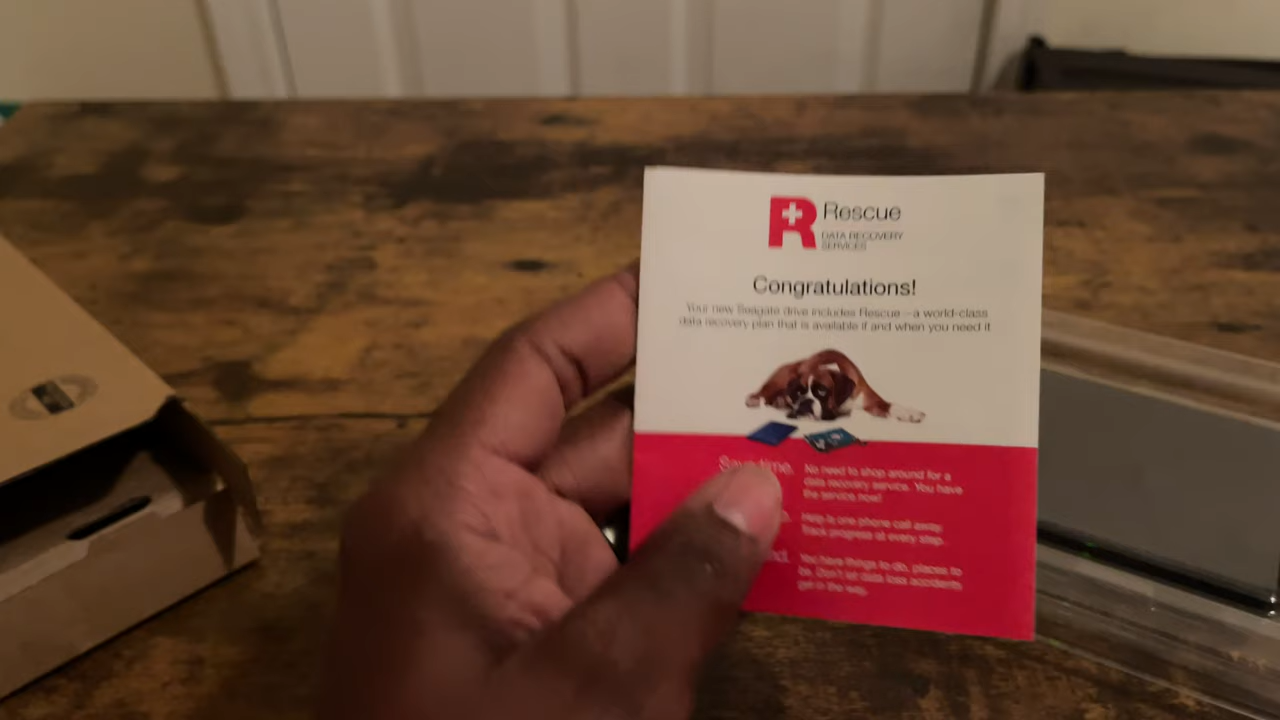 R Rescue
DATA RECOVERY
SERVICES
Congratulations!
Your new Seagate drive includes Rescue – a world-class
data recovery plan that is available if and when you need it
Save time. No need to shop around for a
data recovery service. You have
the service now!
Help is one phone call away.
Track progress at every step.
You have things to do, places to
be. Don't let data loss accidents
get in the way.